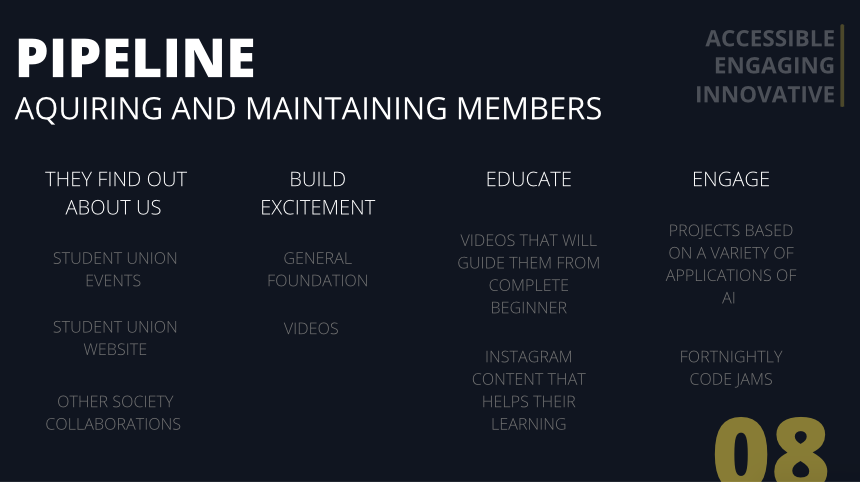 PIPELINE
AQUIRING AND MAINTAINING MEMBERS
ACCESSIBLE
ENGAGING
INNOVATIVE
THEY FIND OUT
ABOUT US
STUDENT UNION
EVENTS
STUDENT UNION
WEBSITE
OTHER SOCIETY
COLLABORATIONS
BUILD
EXCITEMENT
GENERAL
FOUNDATION
VIDEOS
EDUCATE
VIDEOS THAT WILL
GUIDE THEM FROM
COMPLETE
BEGINNER
INSTAGRAM
CONTENT THAT
HELPS THEIR
LEARNING
ENGAGE
PROJECTS BASED
ON A VARIETY OF
APPLICATIONS OF
AI
FORTNIGHTLY
CODE JAMS
08